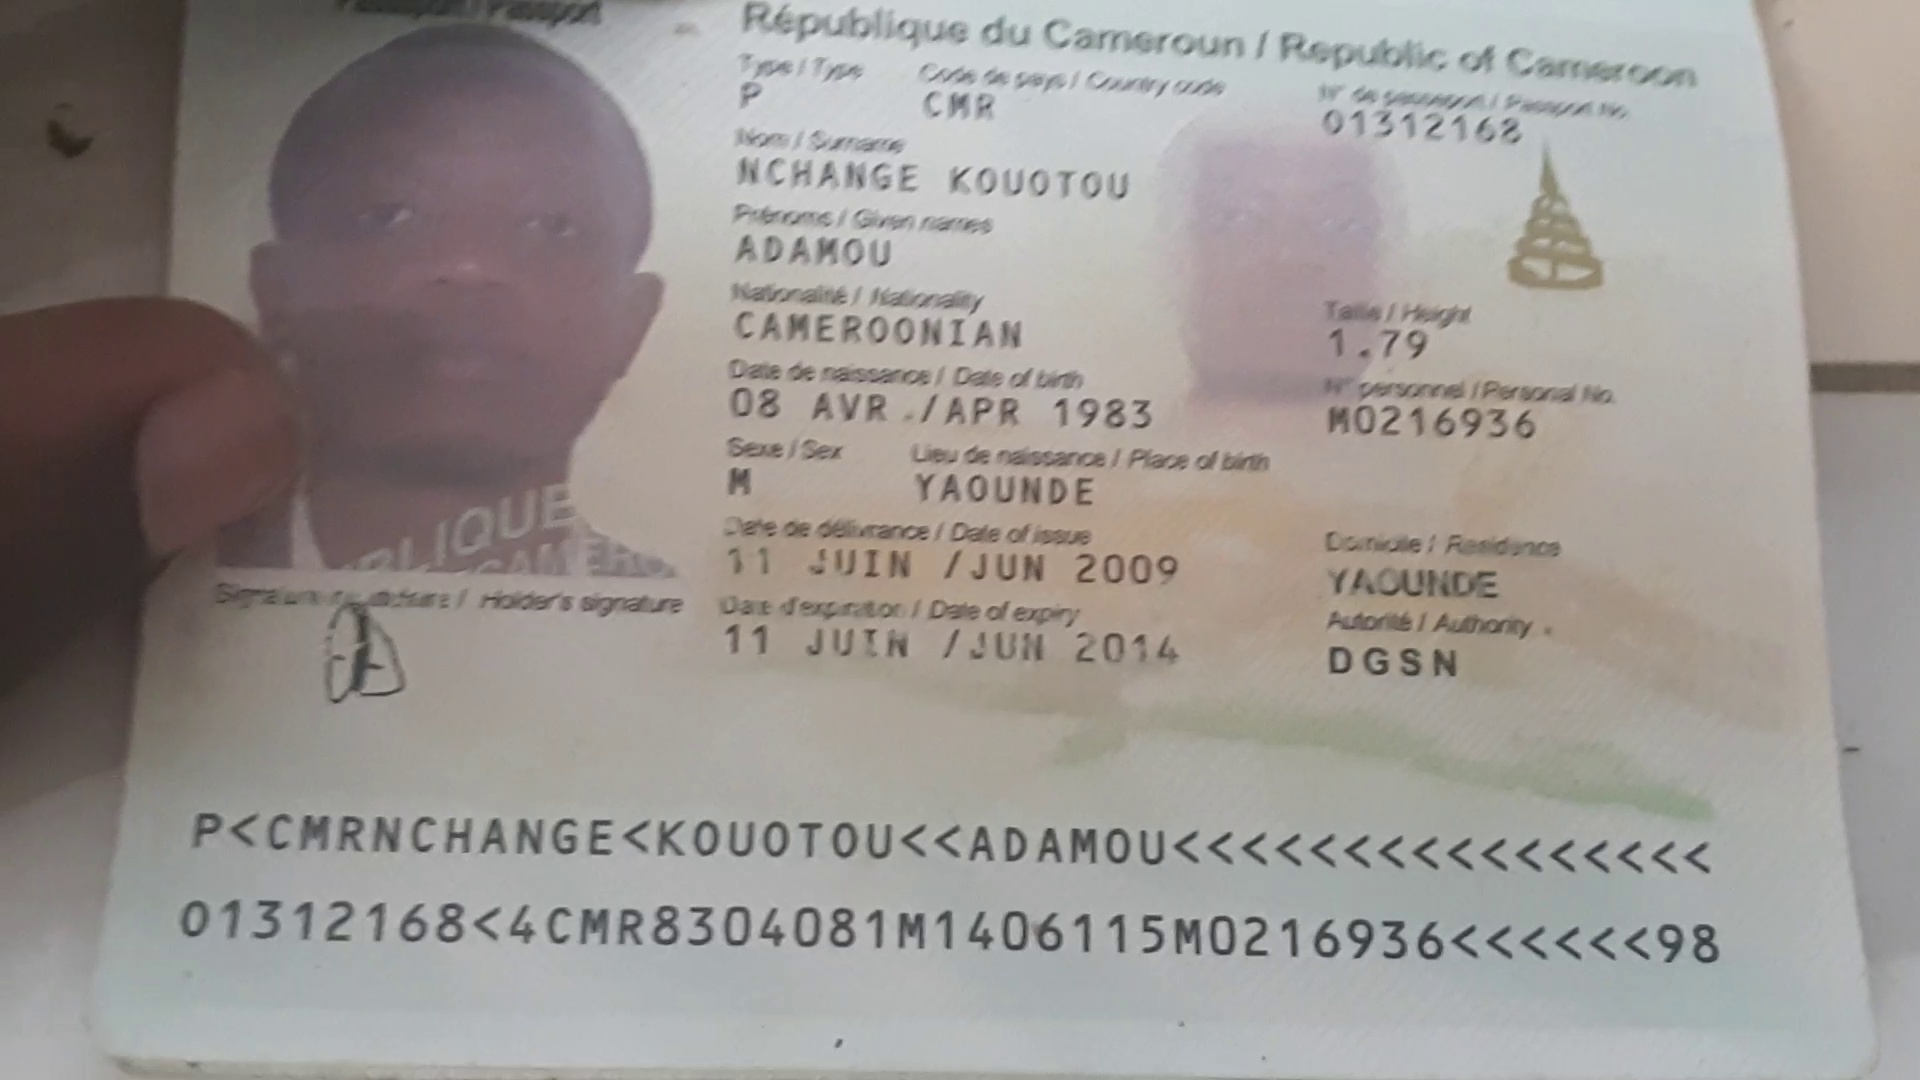 Passeport / Passport
République du Cameroun / Republic of Cameroon
Type / Type Code de pays / Country code N° de passeport / Passport No.
P CMR 01312168
Nom / Surname
NCHANGE KOUOTOU
Prénoms / Given names
ADAMOU
Nationalité / Nationality Taille / Height
CAMEROONIAN 1.79
Date de naissance / Date of birth N° personnel / Personal No.
08 AVR ./APR 1983 M0216936
Sexe / Sex Lieu de naissance / Place of birth
M YAOUNDE
Date de délivrance / Date of issue Domicile / Residence
11 JUIN /JUN 2009 YAOUNDE
Date d'expiration / Date of expiry Autorité / Authority
11 JUIN /JUN 2014 DGSN
BLIQUE
CAMERO
Holder's signature
P<CMRNCHANGE<KOUOTOU<<ADAMOU<<<<<<<<<<<<<<<<
01312168<4CMR8304081M1406115M0216936<<<<<<98